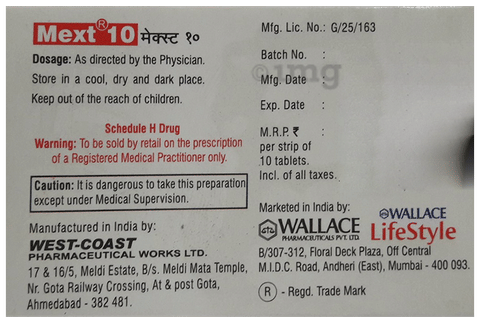 Mext® 10 मेक्स्ट १०
Dosage: As directed by the Physician.
Store in a cool, dry and dark place.
Keep out of the reach of children.
Schedule H Drug
Warning: To be sold by retail on the prescription
of a Registered Medical Practitioner only.
Caution: It is dangerous to take this preparation
except under Medical Supervision.
Manufactured in India by:
WEST-COAST
PHARMACEUTICAL WORKS LTD.
17 & 16/5, Meldi Estate, B/s. Meldi Mata Temple,
Nr. Gota Railway Crossing, At & post Gota,
Ahmedabad - 382 481.
Mfg. Lic. No.: G/25/163
Batch No. :
1mg
Mfg. Date :
Exp. Date :
M.R.P. ₹ :
per strip of
10 tablets.
Incl. of all taxes.
Marketed in India by:
WALLACE
PHARMACEUTICALS PVT. LTD.
WALLACE
LifeStyle
B/307-312, Floral Deck Plaza, Off Central
M.I.D.C. Road, Andheri (East), Mumbai - 400 093.
® - Regd. Trade Mark